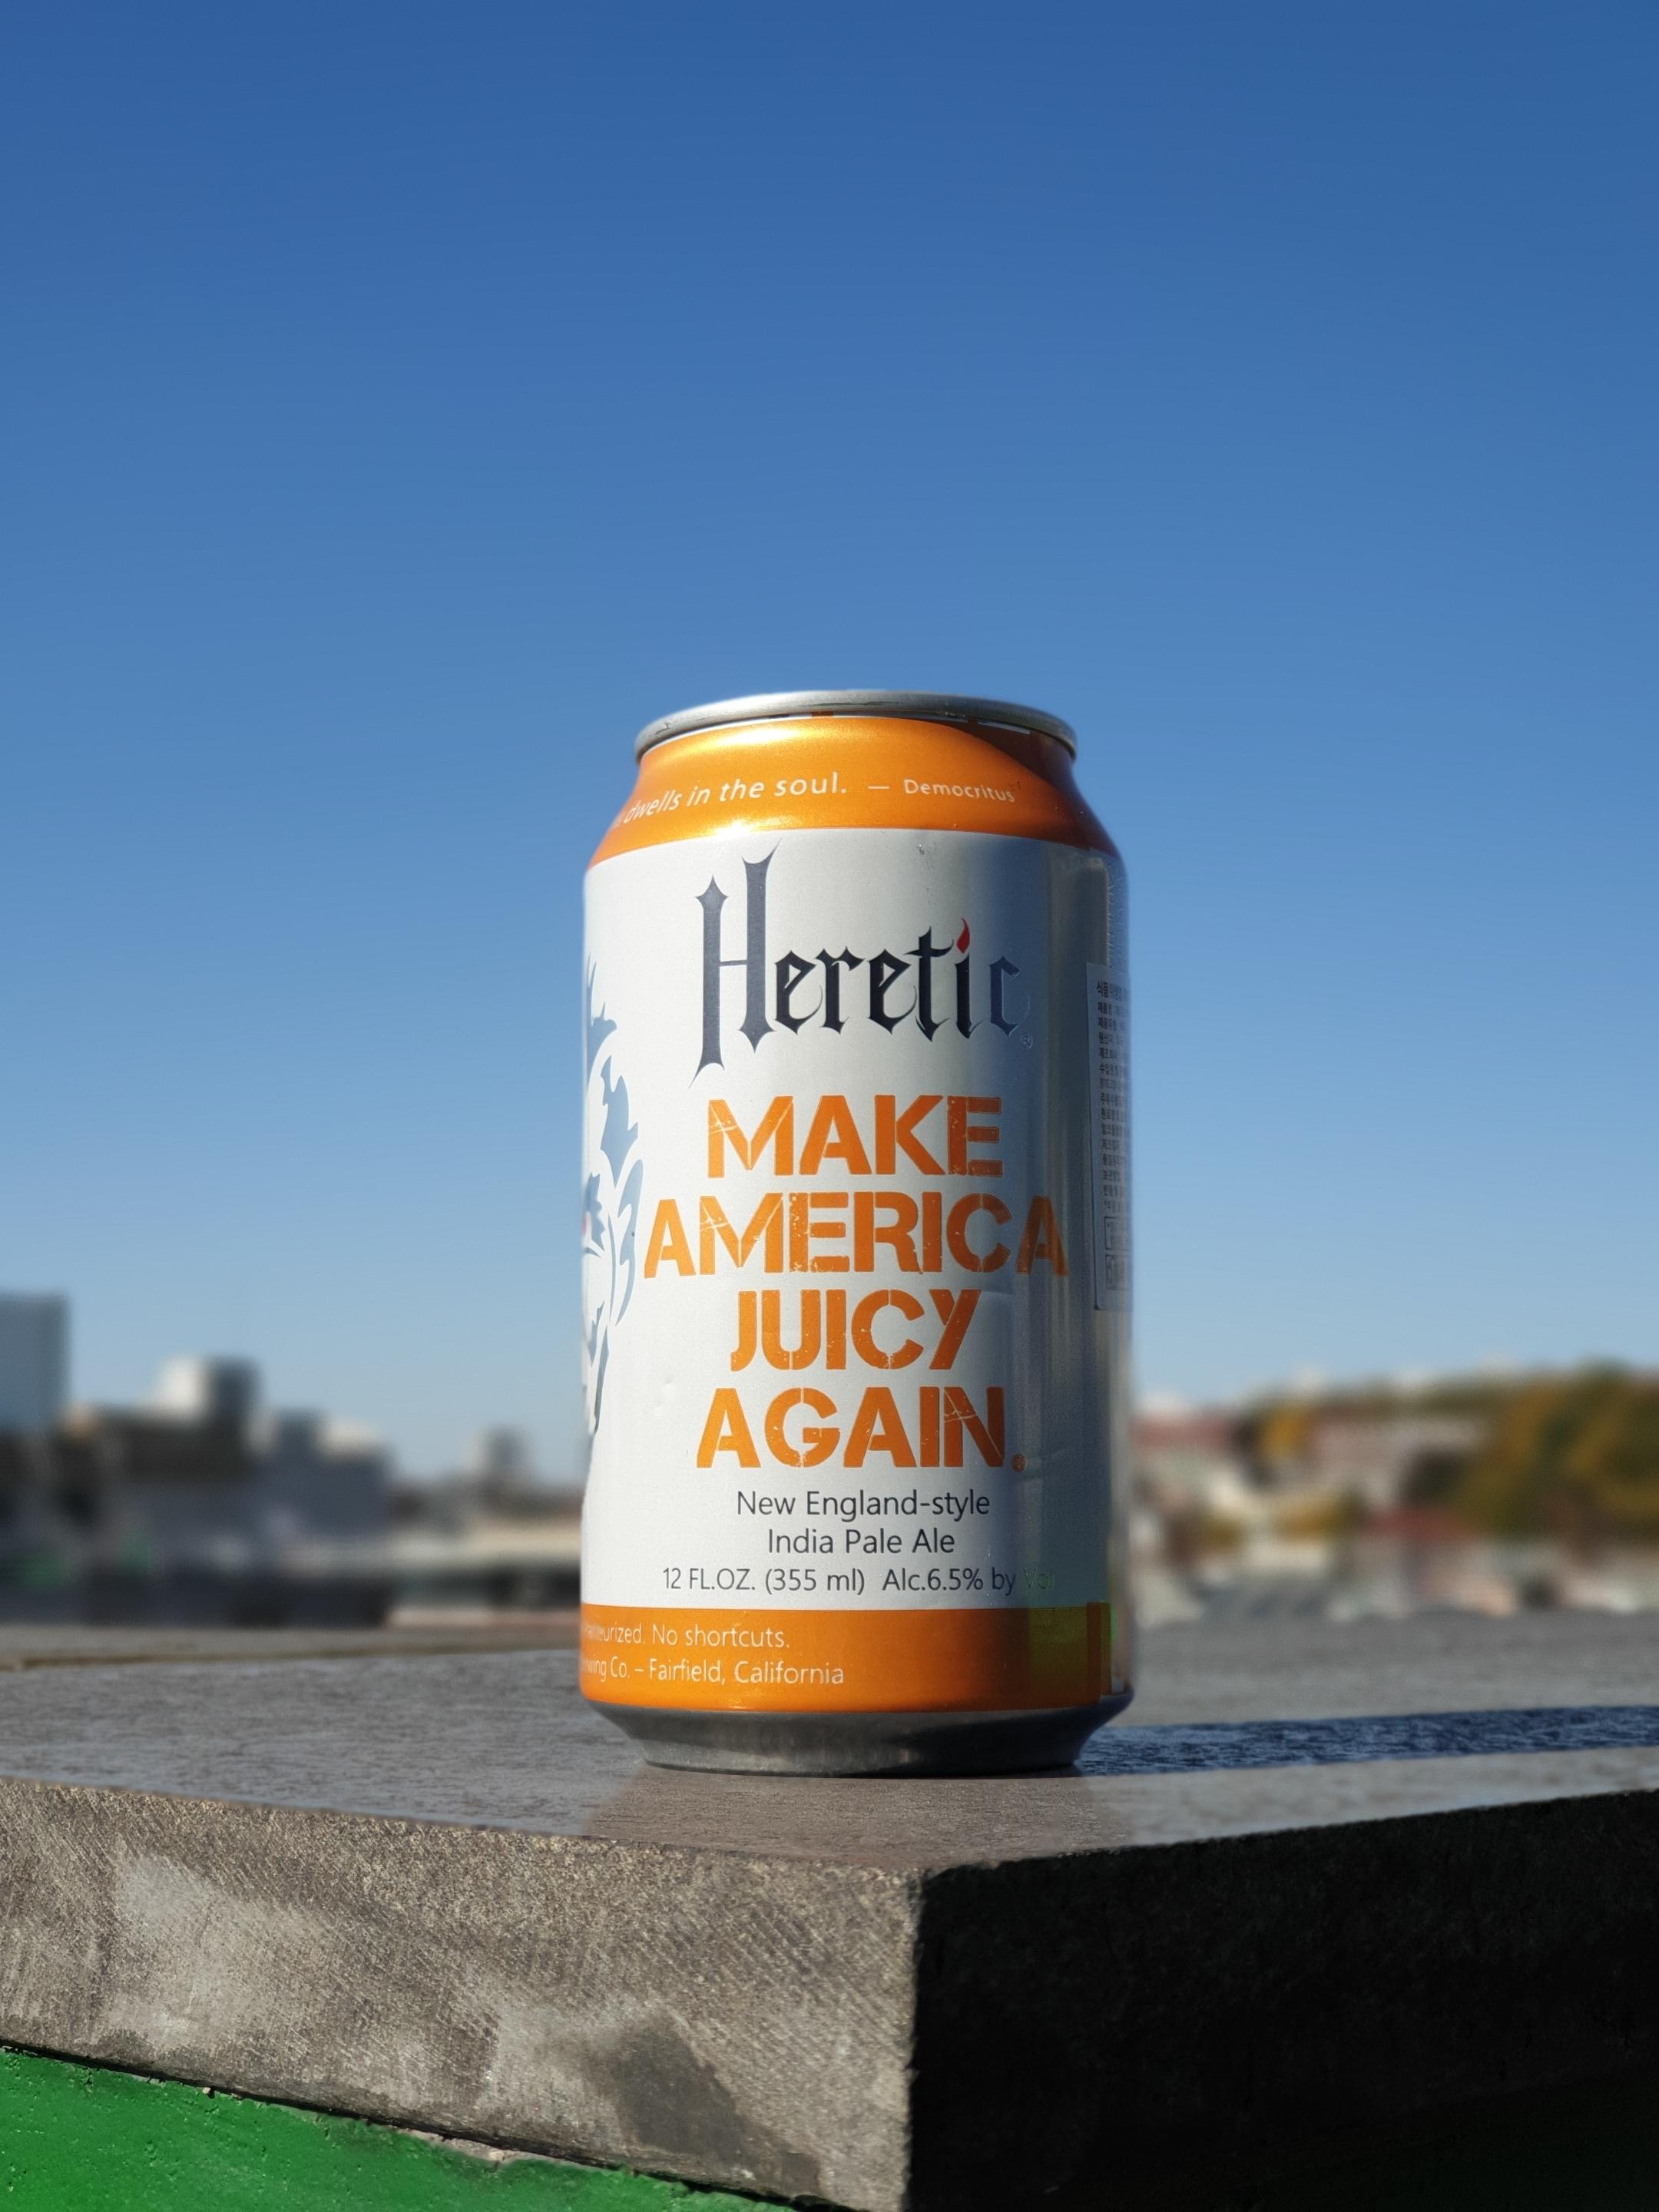 dwells in the soul. — Democritus
Heretic
MAKE
AMERICA
JUICY
AGAIN.
New England-style
India Pale Ale
12 FL.OZ. (355 ml) Alc.6.5% by Vol
No shortcuts.
Co. – Fairfield, California